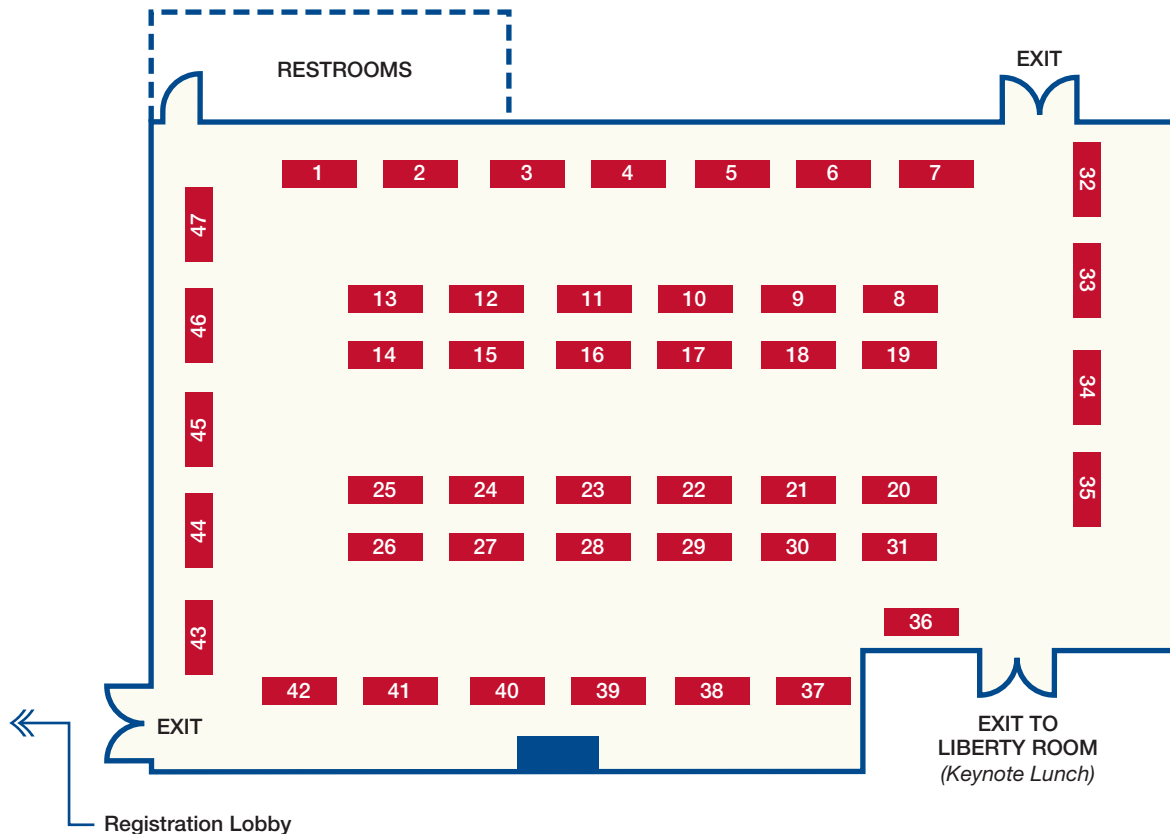 RESTROOMS
EXIT
1 2 3 4 5 6 7
32
47
33
13 12 11 10 9 8
46
14 15 16 17 18 19
34
45
35
25 24 23 22 21 20
44
26 27 28 29 30 31
36
43
42 41 40 39 38 37
EXIT
EXIT TO
LIBERTY ROOM
(Keynote Lunch)
Registration Lobby